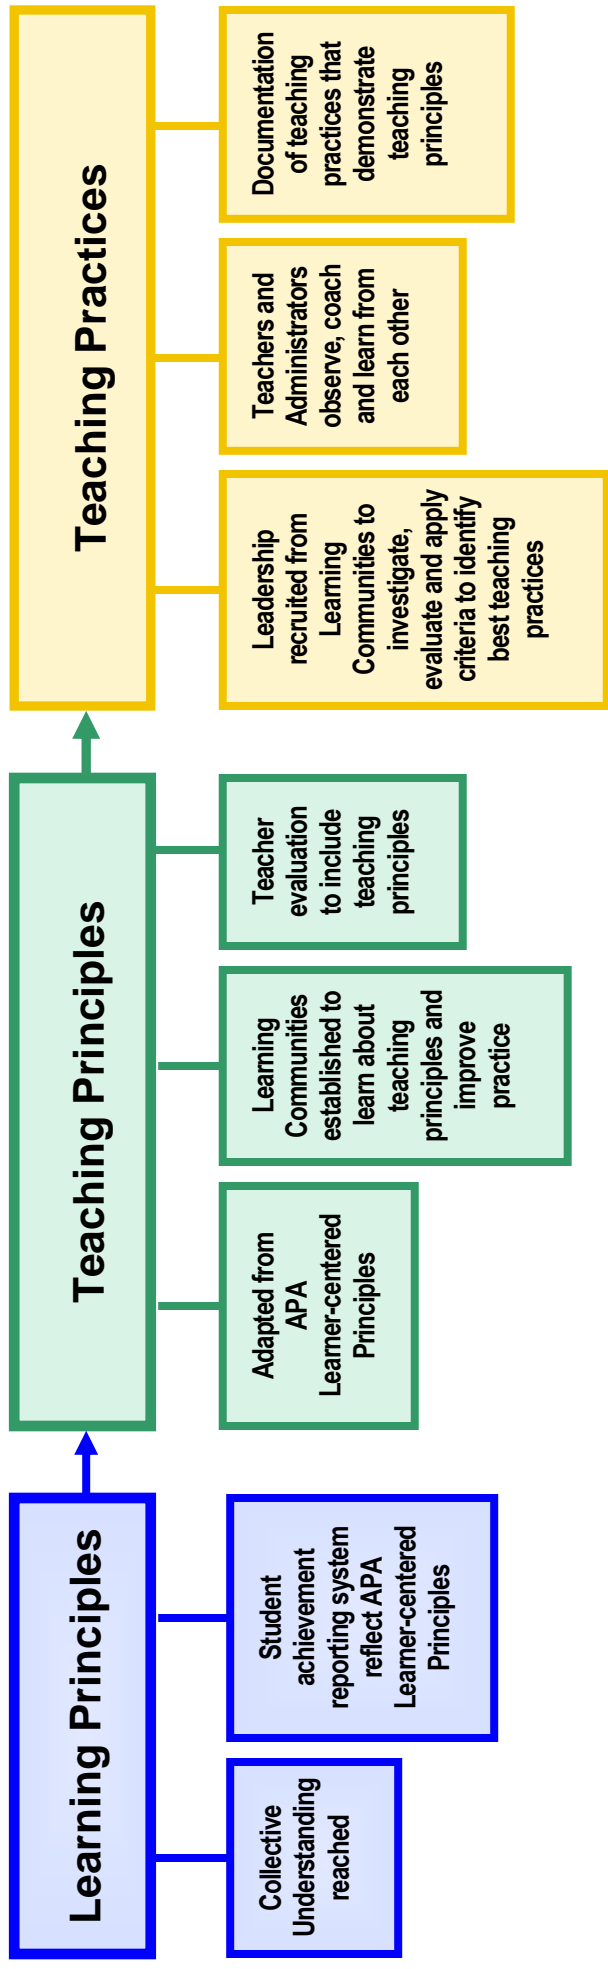 Learning Principles
Collective
Understanding
reached
Student
achievement
reporting system
reflect APA
Learner-centered
Principles
Teaching Principles
Adapted from
APA
Learner-centered
Principles
Learning
Communities
established to
learn about
teaching
principles and
improve
practice
Teacher
evaluation
to include
teaching
principles
Teaching Practices
Leadership
recruited from
Learning
Communities to
investigate,
evaluate and apply
criteria to identify
best teaching
practices
Teachers and
Administrators
observe, coach
and learn from
each other
Documentation
of teaching
practices that
demonstrate
teaching
principles